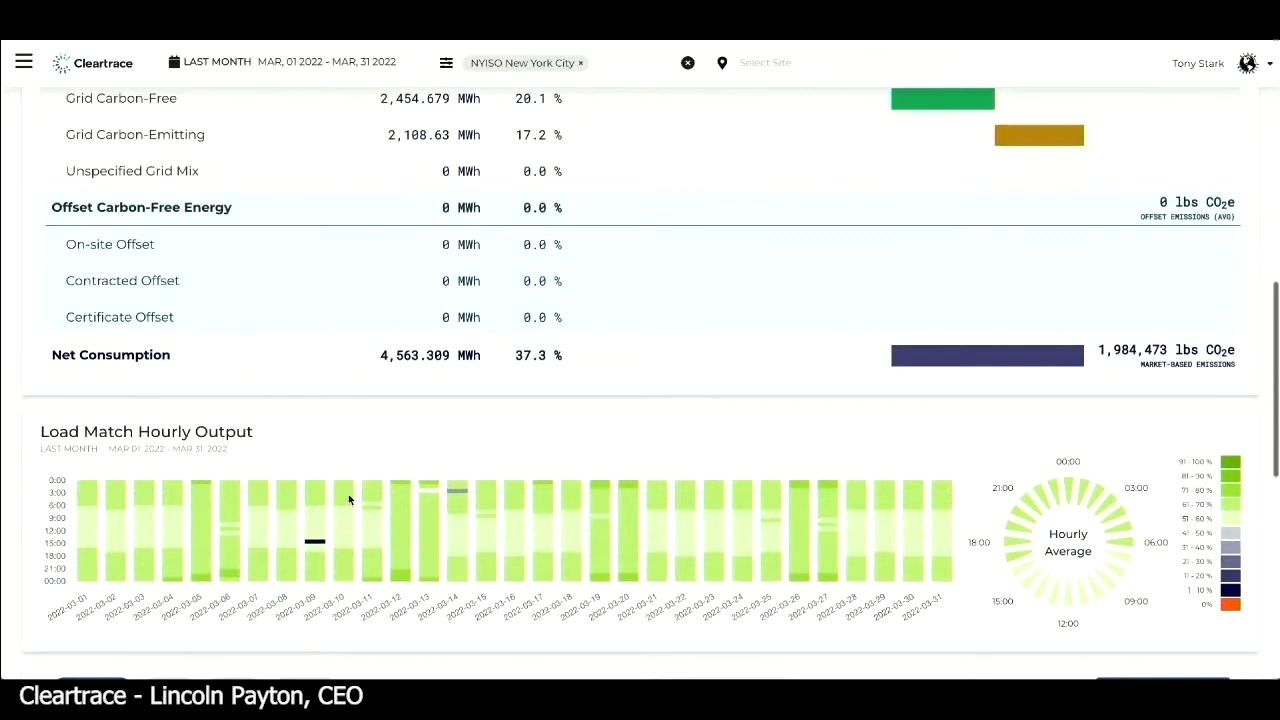 Cleartrace
LAST MONTH MAR, 01 2022 - MAR, 31 2022
NYISO New York City ×
Select Site
Tony Stark
Grid Carbon-Free 2,454.679 MWh 20.1 %
Grid Carbon-Emitting 2,108.63 MWh 17.2 %
Unspecified Grid Mix 0 MWh 0.0 %
Offset Carbon-Free Energy 0 MWh 0.0 % 0 lbs CO₂e
OFFSET EMISSIONS (AVG)
On-site Offset 0 MWh 0.0 %
Contracted Offset 0 MWh 0.0 %
Certificate Offset 0 MWh 0.0 %
Net Consumption 4,563.309 MWh 37.3 % 1,984,473 lbs CO₂e
MARKET-BASED EMISSIONS
Load Match Hourly Output
LAST MONTH MAR 01, 2022 - MAR 31, 2022
0:00
3:00
6:00
9:00
12:00
15:00
18:00
21:00
00:00
2022-03-01 2022-03-02 2022-03-03 2022-03-04 2022-03-05 2022-03-06 2022-03-07 2022-03-08 2022-03-09 2022-03-10 2022-03-11 2022-03-12 2022-03-13 2022-03-14 2022-03-15 2022-03-16 2022-03-17 2022-03-18 2022-03-19 2022-03-20 2022-03-21 2022-03-22 2022-03-23 2022-03-24 2022-03-25 2022-03-26 2022-03-27 2022-03-28 2022-03-29 2022-03-30 2022-03-31
00:00
21:00 03:00
18:00 Hourly 06:00
Average
15:00 09:00
12:00
91 - 100 %
81 - 90 %
71 - 80 %
61 - 70 %
51 - 60 %
41 - 50 %
31 - 40 %
21 - 30 %
11 - 20 %
1 - 10 %
0%
Cleartrace - Lincoln Payton, CEO